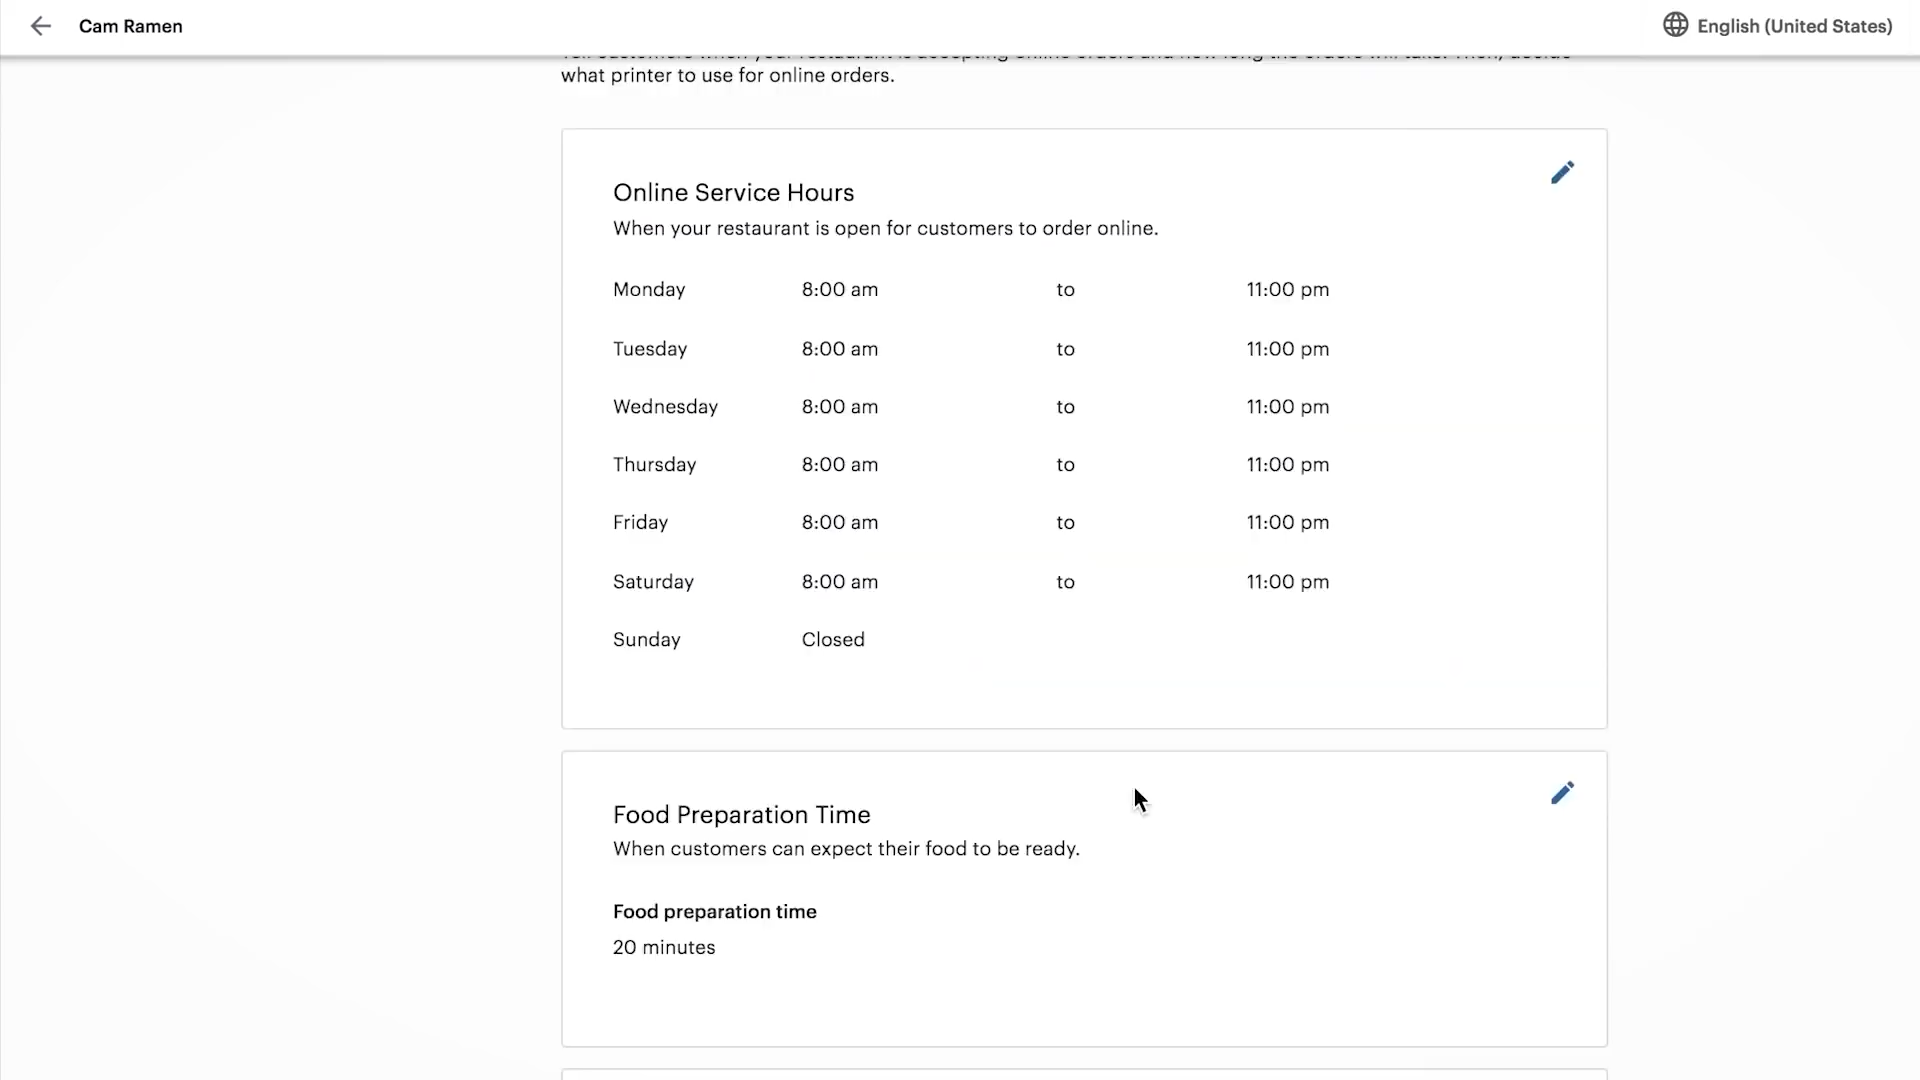 Cam Ramen
English (United States)
what printer to use for online orders.
Online Service Hours
When your restaurant is open for customers to order online.
Monday 8:00 am to 11:00 pm
Tuesday 8:00 am to 11:00 pm
Wednesday 8:00 am to 11:00 pm
Thursday 8:00 am to 11:00 pm
Friday 8:00 am to 11:00 pm
Saturday 8:00 am to 11:00 pm
Sunday Closed
Food Preparation Time
When customers can expect their food to be ready.
Food preparation time
20 minutes